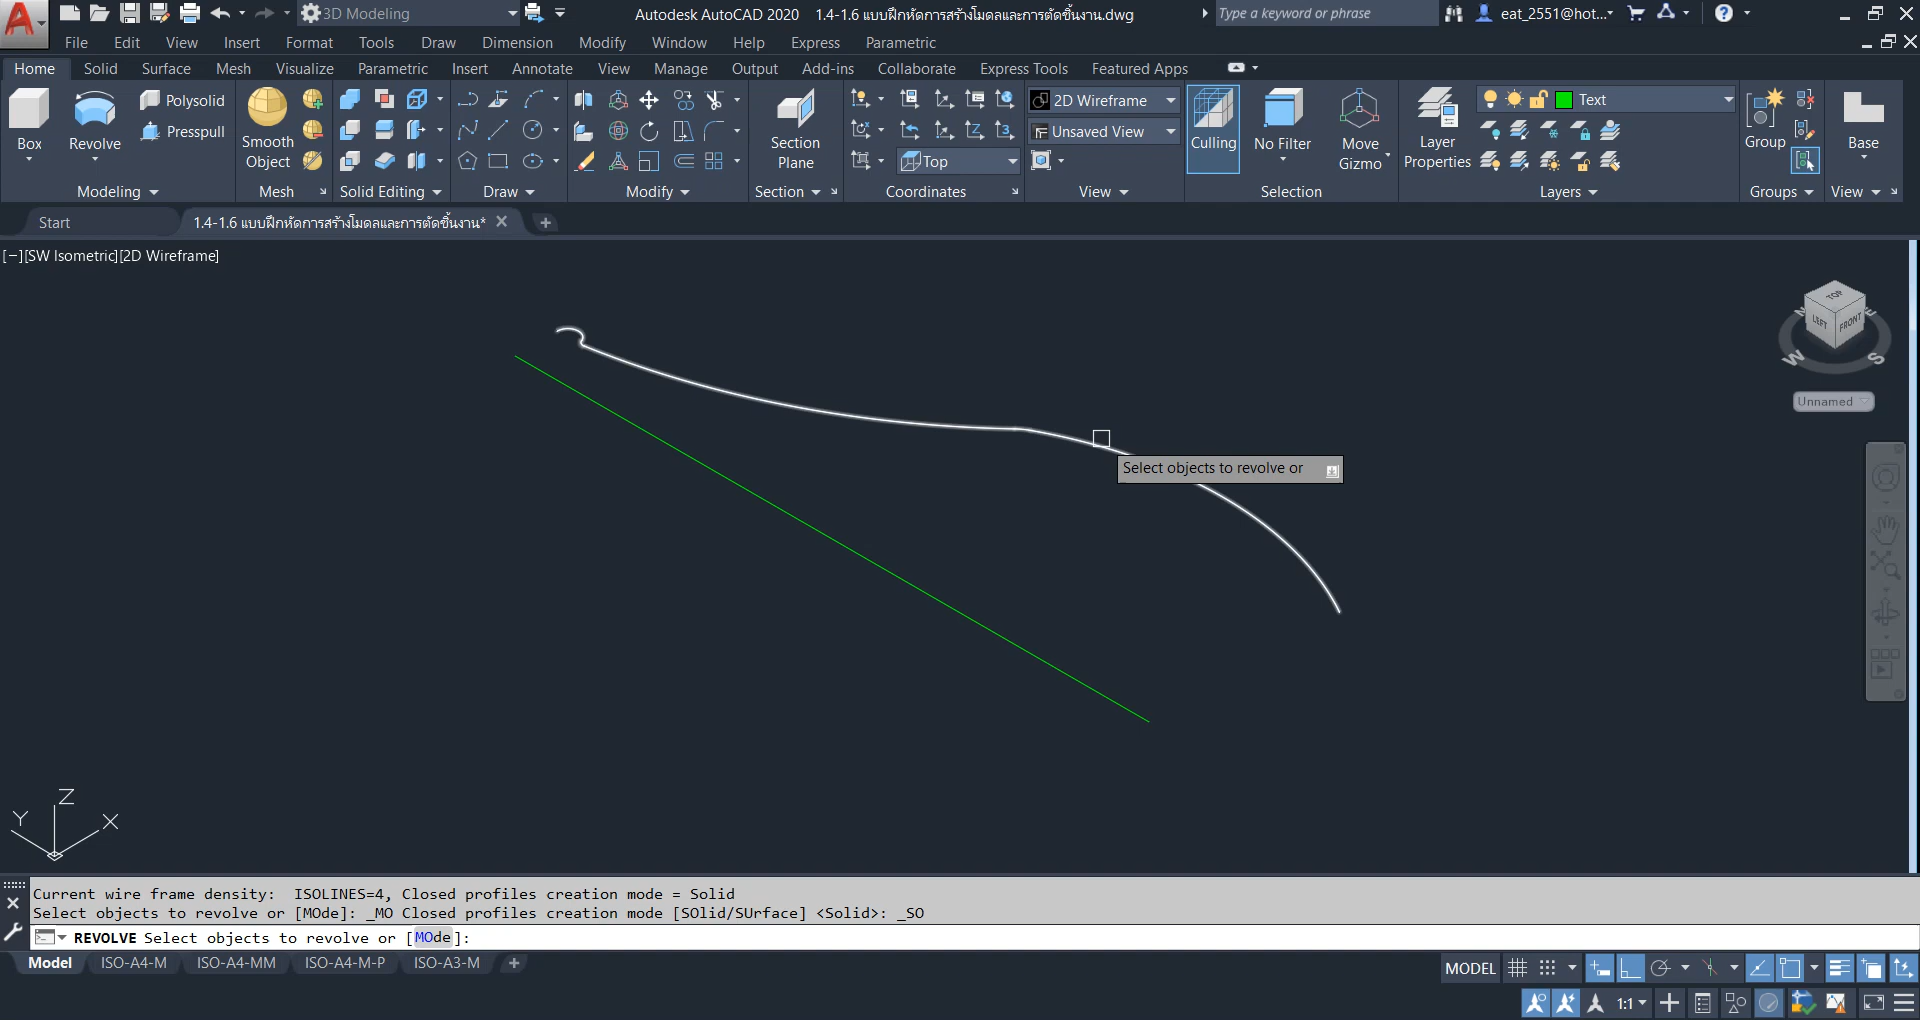 3D Modeling
Autodesk AutoCAD 2020 1.4-1.6 แบบฝึกหัดการสร้างโมดลและการตัดชิ้นงาน.dwg
Type a keyword or phrase
eat_2551@hot...
File Edit View Insert Format Tools Draw Dimension Modify Window Help Express Parametric
Home Solid Surface Mesh Visualize Parametric Insert Annotate View Manage Output Add-ins Collaborate Express Tools Featured Apps
Box
Revolve
Polysolid
Presspull
Modeling
Smooth
Object
Mesh
Solid Editing
Draw
Modify
Section
Plane
Section
Top
Coordinates
2D Wireframe
Unsaved View
View
Culling
No Filter
Move
Gizmo
Selection
Layer
Properties
Text
Layers
Group
Groups
Base
View
Start
1.4-1.6 แบบฝึกหัดการสร้างโมดลและการตัดชิ้นงาน*
[−][SW Isometric][2D Wireframe]
TOP
LEFT
FRONT
N
E
W
S
Unnamed
Select objects to revolve or
Z
Y
X
Current wire frame density: ISOLINES=4, Closed profiles creation mode = Solid
Select objects to revolve or [MOde]: _MO Closed profiles creation mode [SOlid/SUrface] <Solid>: _SO
REVOLVE Select objects to revolve or [MOde]:
Model ISO-A4-M ISO-A4-MM ISO-A4-M-P ISO-A3-M
MODEL
1:1